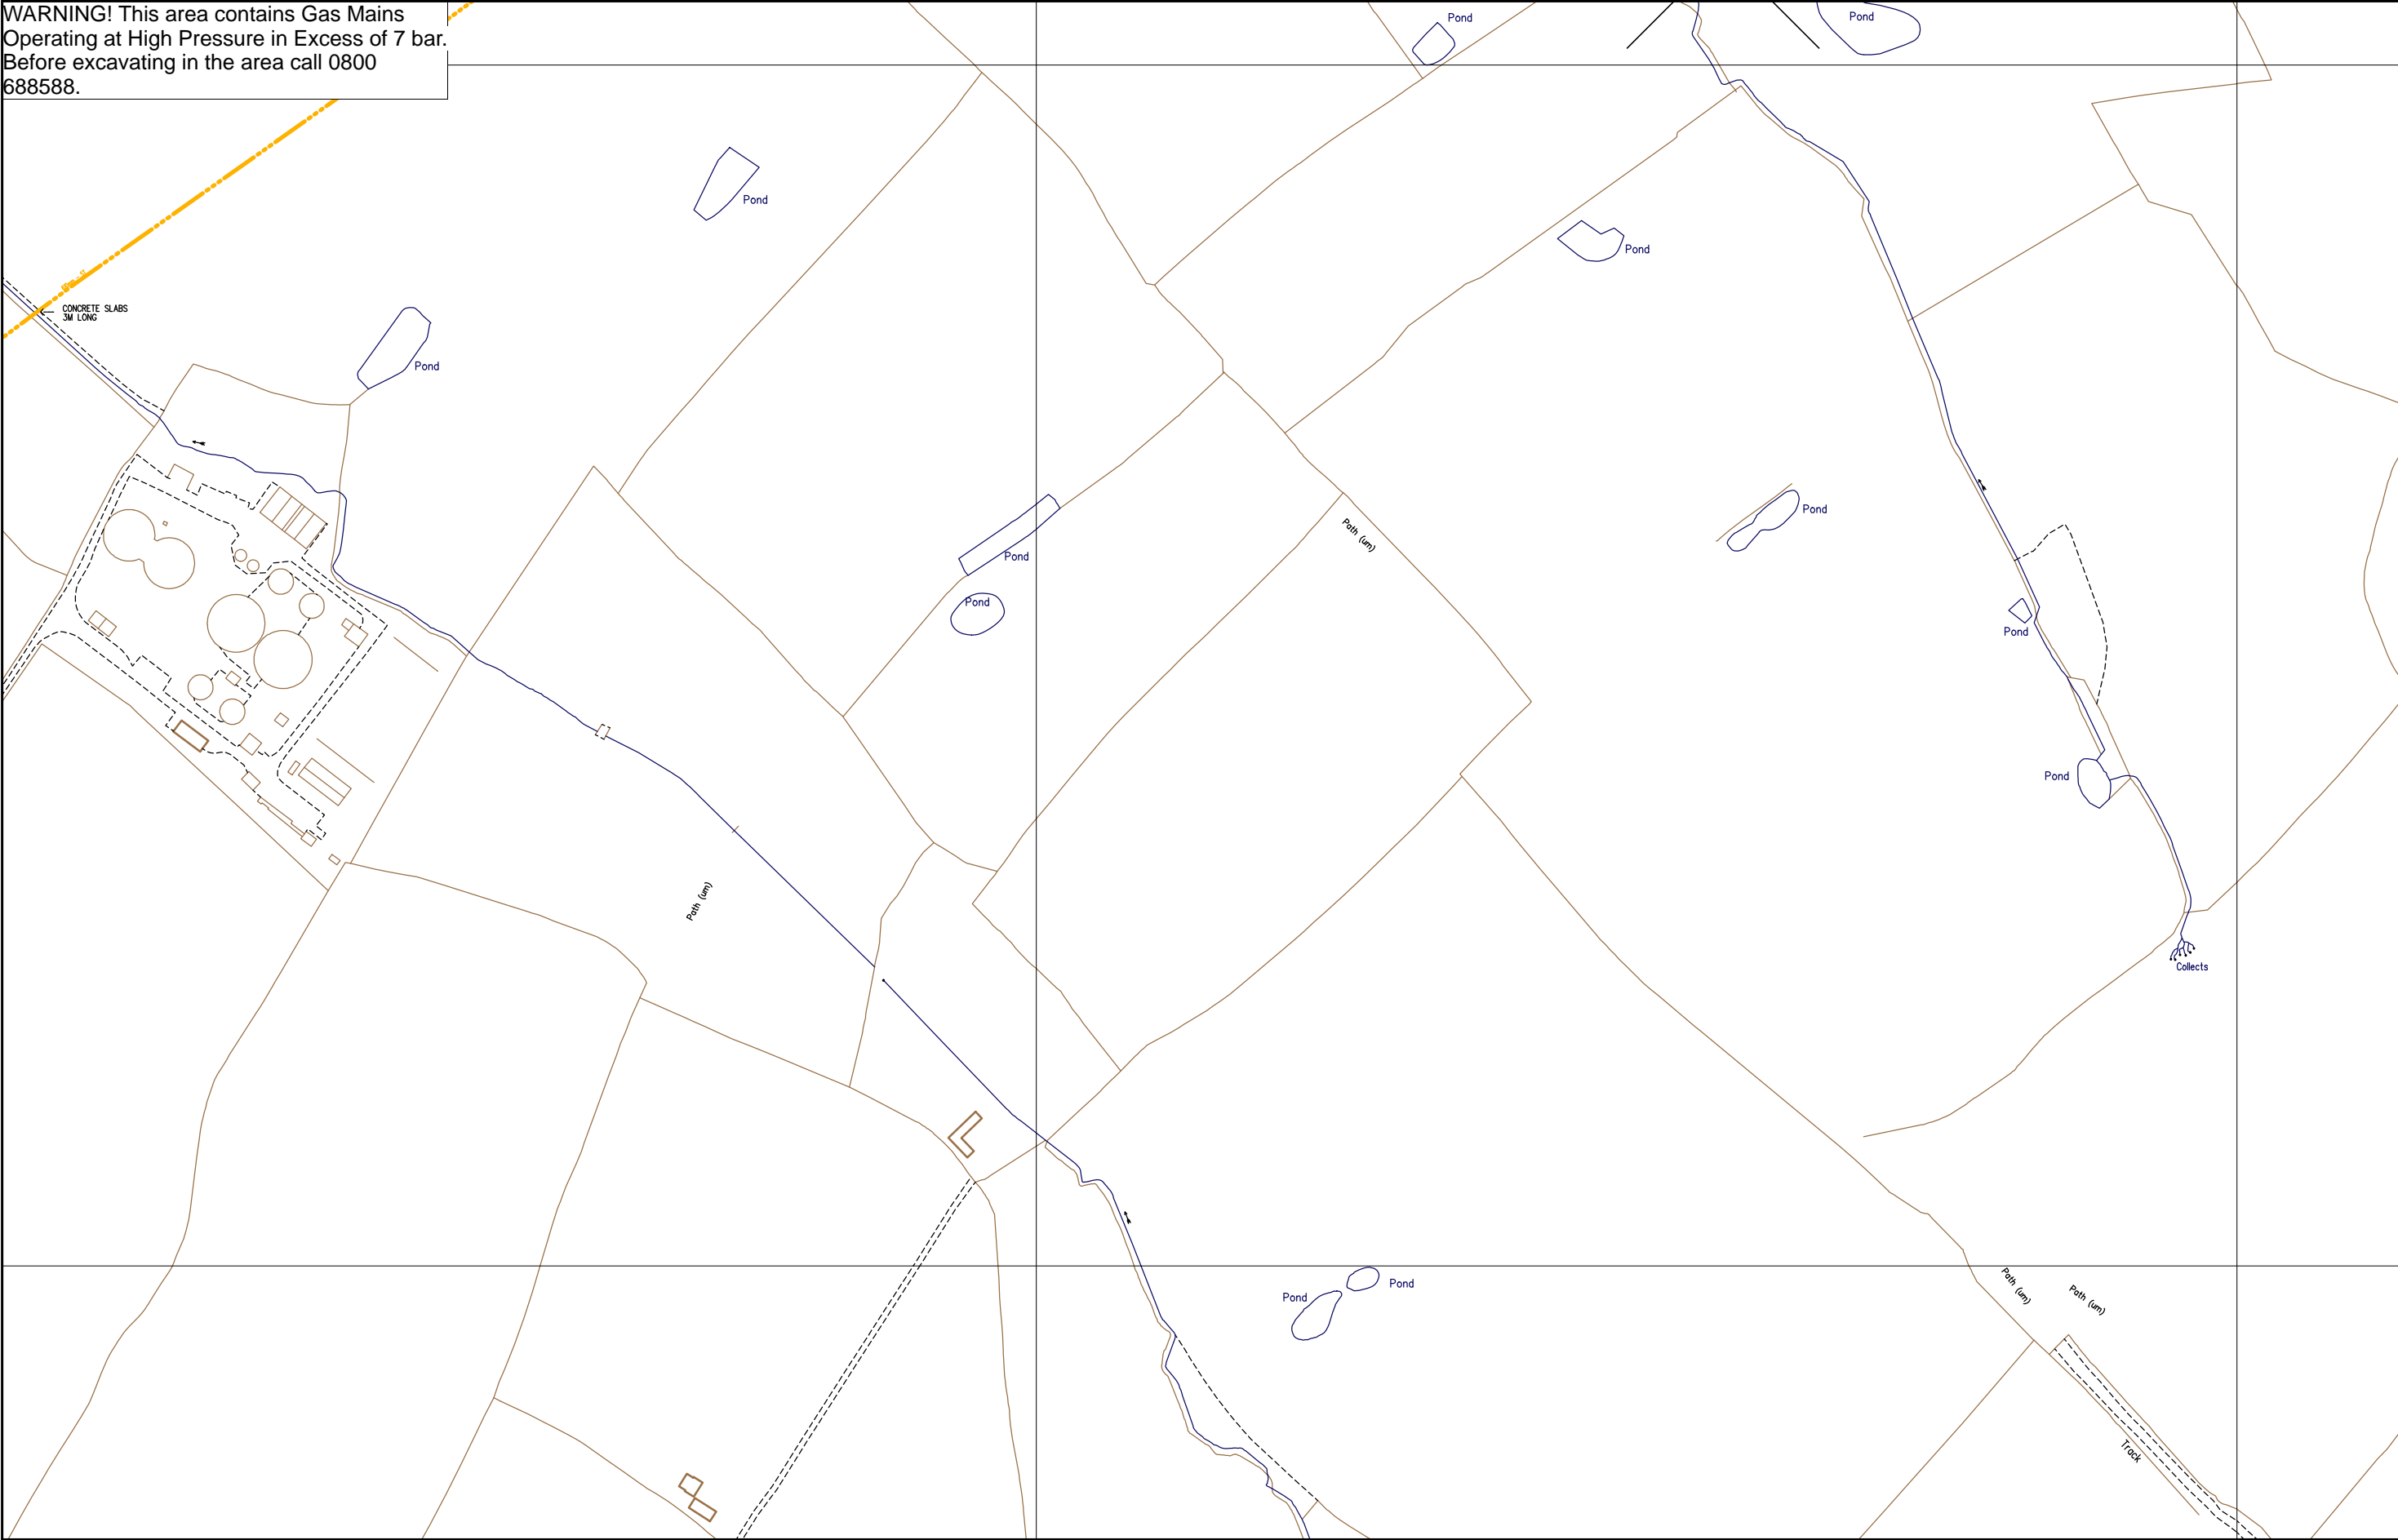 WARNING! This area contains Gas Mains
Operating at High Pressure in Excess of 7 bar.
Before excavating in the area call 0800
688588.
Pond
Pond
Pond
Pond
CONCRETE SLABS
3M LONG
Pond
Pond
Path (um)
Pond
Pond
Pond
Pond
Path (um)
Collects
Path (um)
Pond
Pond
Path (um)
Track